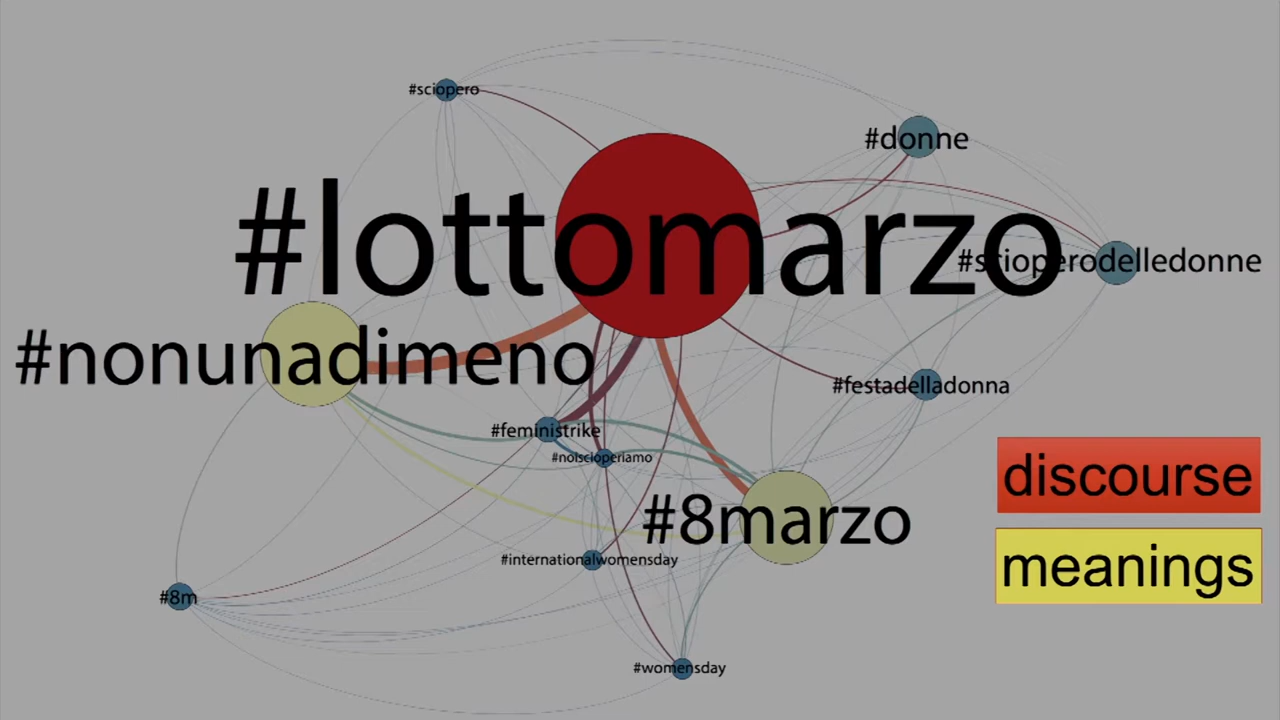 #sciopero
#donne
#lottomarzo
#scioperodelledonne
#nonunadimeno
#festadelladonna
#feministrike
#noiscioperiamo
discourse
#8marzo
#internationalwomensday
meanings
#8m
#womensday